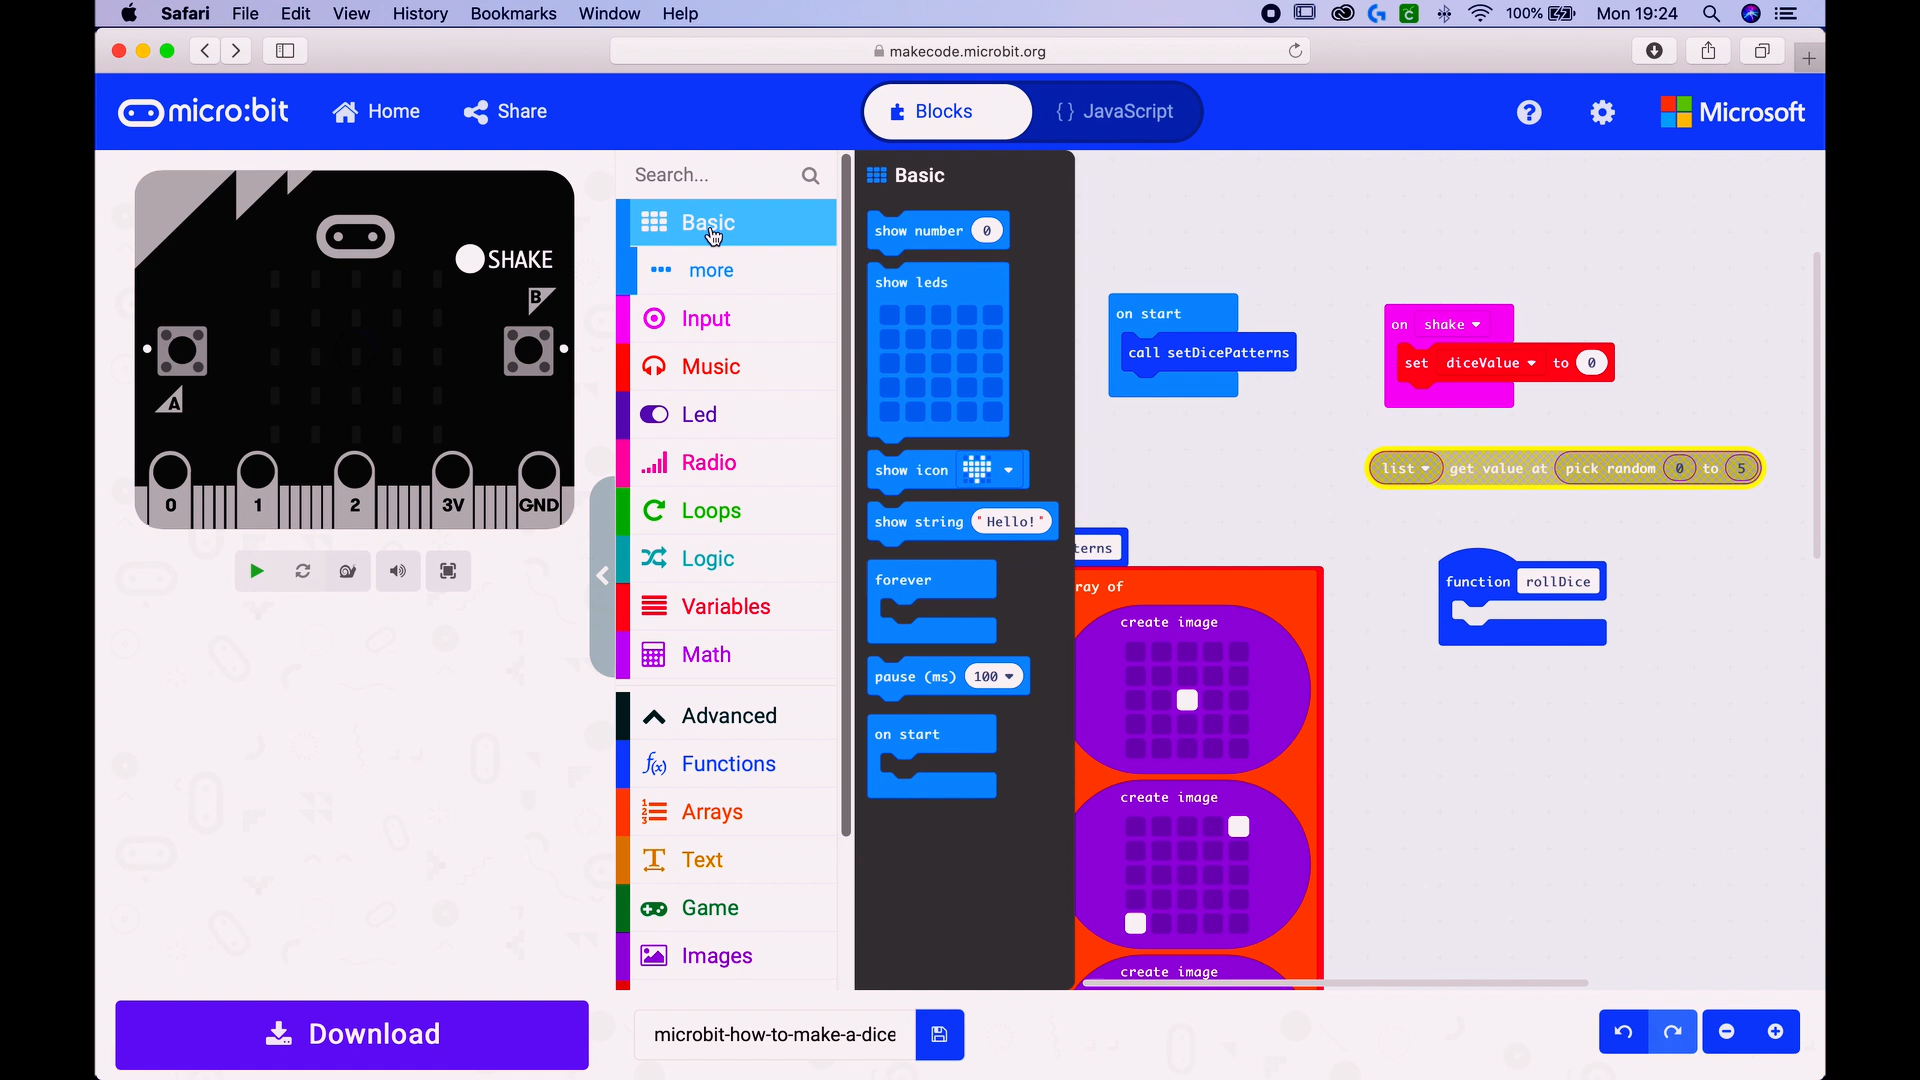 Safari File Edit View History Bookmarks Window Help 100% Mon 19:24
makecode.microbit.org
micro:bit Home Share Blocks {} JavaScript ? Microsoft
SHAKE
B
A
0 1 2 3V GND
Download
Search...
Basic
more
Input
Music
Led
Radio
Loops
Logic
Variables
Math
Advanced
f(x) Functions
Arrays
Text
Game
Images
microbit-how-to-make-a-dice
Basic
show number 0
show leds
show icon
show string "Hello!"
forever
pause (ms) 100
on start
on start
call setDicePatterns
on shake
set diceValue to 0
list get value at pick random 0 to 5
function rollDice
terns
ray of
create image
create image
create image